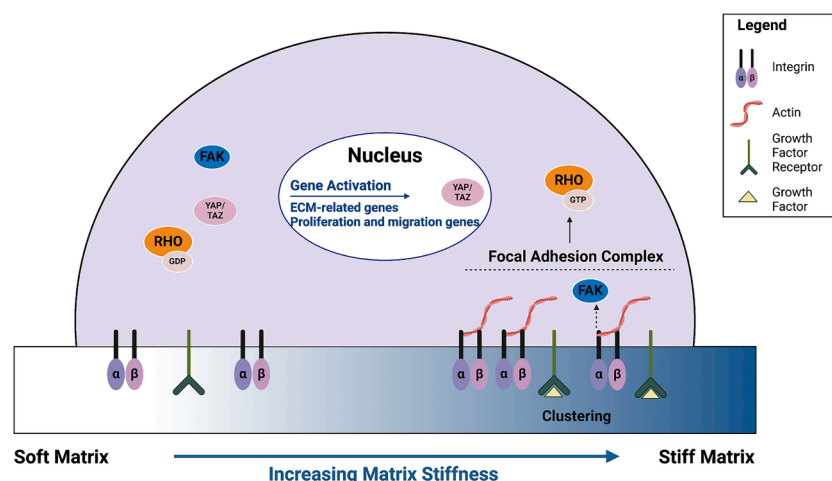 Legend
α β
Integrin
Actin
Growth
Factor
Receptor
Growth
Factor
FAK
YAP/
TAZ
RHO
GDP
Nucleus
Gene Activation
ECM-related genes
Proliferation and migration genes
YAP/
TAZ
RHO
GTP
Focal Adhesion Complex
FAK
α β
α β
α β
α β
α β
Clustering
Soft Matrix
Increasing Matrix Stiffness
Stiff Matrix